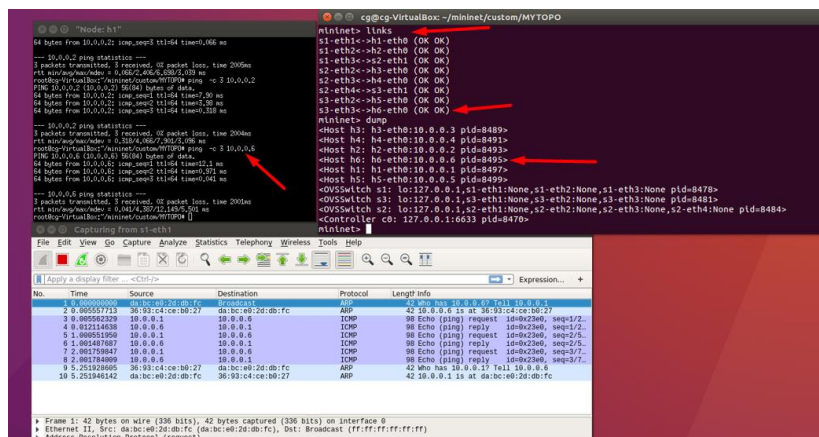 "Node: h1"
64 bytes from 10.0.0.2: icmp_seq=3 ttl=64 time=0.066 ms
--- 10.0.0.2 ping statistics ---
3 packets transmitted, 3 received, 0% packet loss, time 2005ms
rtt min/avg/max/mdev = 0.066/2.406/6.698/3.039 ms
root@cg-VirtualBox:~/mininet/custom/MYTOPO# ping -c 3 10.0.0.2
PING 10.0.0.2 (10.0.0.2) 56(84) bytes of data.
64 bytes from 10.0.0.2: icmp_seq=1 ttl=64 time=7.90 ms
64 bytes from 10.0.0.2: icmp_seq=2 ttl=64 time=3.98 ms
64 bytes from 10.0.0.2: icmp_seq=3 ttl=64 time=0.318 ms
--- 10.0.0.2 ping statistics ---
3 packets transmitted, 3 received, 0% packet loss, time 2004ms
rtt min/avg/max/mdev = 0.318/4.066/7.901/3.096 ms
root@cg-VirtualBox:~/mininet/custom/MYTOPO# ping -c 3 10.0.0.6
PING 10.0.0.6 (10.0.0.6) 56(84) bytes of data.
64 bytes from 10.0.0.6: icmp_seq=1 ttl=64 time=12.1 ms
64 bytes from 10.0.0.6: icmp_seq=2 ttl=64 time=0.971 ms
64 bytes from 10.0.0.6: icmp_seq=3 ttl=64 time=0.041 ms
--- 10.0.0.6 ping statistics ---
3 packets transmitted, 3 received, 0% packet loss, time 2001ms
rtt min/avg/max/mdev = 0.041/4.387/12.149/5.501 ms
root@cg-VirtualBox:~/mininet/custom/MYTOPO#
cg@cg-VirtualBox: ~/mininet/custom/MYTOPO
mininet> links
s1-eth1<->h1-eth0 (OK OK)
s1-eth2<->h2-eth0 (OK OK)
s1-eth3<->s2-eth1 (OK OK)
s2-eth2<->h3-eth0 (OK OK)
s2-eth3<->h4-eth0 (OK OK)
s2-eth4<->s3-eth1 (OK OK)
s3-eth2<->h5-eth0 (OK OK)
s3-eth3<->h6-eth0 (OK OK)
mininet> dump
<Host h3: h3-eth0:10.0.0.3 pid=8489>
<Host h4: h4-eth0:10.0.0.4 pid=8491>
<Host h2: h2-eth0:10.0.0.2 pid=8493>
<Host h6: h6-eth0:10.0.0.6 pid=8495>
<Host h1: h1-eth0:10.0.0.1 pid=8497>
<Host h5: h5-eth0:10.0.0.5 pid=8499>
<OVSSwitch s1: lo:127.0.0.1,s1-eth1:None,s1-eth2:None,s1-eth3:None pid=8478>
<OVSSwitch s3: lo:127.0.0.1,s3-eth1:None,s3-eth2:None,s3-eth3:None pid=8481>
<OVSSwitch s2: lo:127.0.0.1,s2-eth1:None,s2-eth2:None,s2-eth3:None,s2-eth4:None pid=8484>
<Controller c0: 127.0.0.1:6633 pid=8470>
mininet>
Capturing from s1-eth1
File Edit View Go Capture Analyze Statistics Telephony Wireless Tools Help
Apply a display filter ... <Ctrl-/> Expression... +
No. Time Source Destination Protocol Length Info
1 0.000000000 da:bc:e0:2d:db:fc Broadcast ARP 42 Who has 10.0.0.6? Tell 10.0.0.1
2 0.005557713 36:93:c4:ce:b0:27 da:bc:e0:2d:db:fc ARP 42 10.0.0.6 is at 36:93:c4:ce:b0:27
3 0.005562329 10.0.0.1 10.0.0.6 ICMP 98 Echo (ping) request id=0x23e0, seq=1/2…
4 0.012114638 10.0.0.6 10.0.0.1 ICMP 98 Echo (ping) reply id=0x23e0, seq=1/2…
5 1.000551950 10.0.0.1 10.0.0.6 ICMP 98 Echo (ping) request id=0x23e0, seq=2/5…
6 1.001487687 10.0.0.6 10.0.0.1 ICMP 98 Echo (ping) reply id=0x23e0, seq=2/5…
7 2.001759847 10.0.0.1 10.0.0.6 ICMP 98 Echo (ping) request id=0x23e0, seq=3/7…
8 2.001784009 10.0.0.6 10.0.0.1 ICMP 98 Echo (ping) reply id=0x23e0, seq=3/7…
9 5.251928605 36:93:c4:ce:b0:27 da:bc:e0:2d:db:fc ARP 42 Who has 10.0.0.1? Tell 10.0.0.6
10 5.251946142 da:bc:e0:2d:db:fc 36:93:c4:ce:b0:27 ARP 42 10.0.0.1 is at da:bc:e0:2d:db:fc
Frame 1: 42 bytes on wire (336 bits), 42 bytes captured (336 bits) on interface 0
Ethernet II, Src: da:bc:e0:2d:db:fc (da:bc:e0:2d:db:fc), Dst: Broadcast (ff:ff:ff:ff:ff:ff)
Address Resolution Protocol (request)